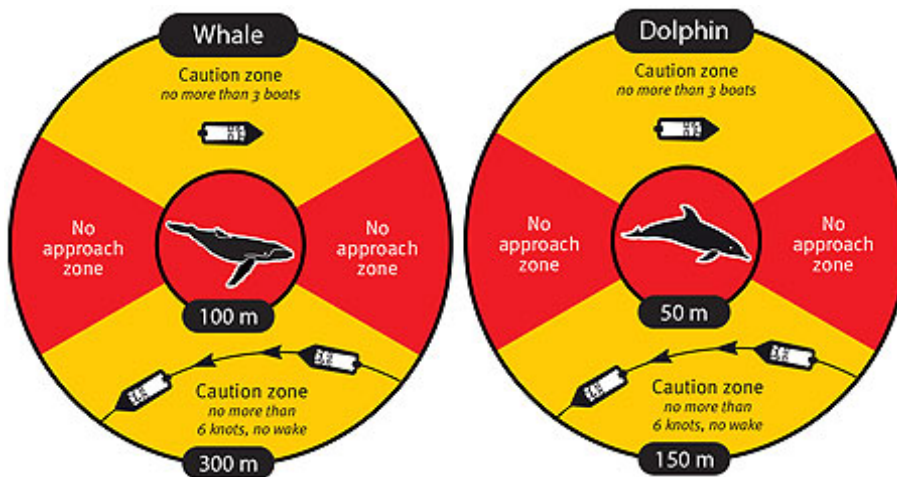 Whale
Caution zone
no more than 3 boats
No
approach
zone
No
approach
zone
100 m
Caution zone
no more than
6 knots, no wake
300 m
Dolphin
Caution zone
no more than 3 boats
No
approach
zone
No
approach
zone
50 m
Caution zone
no more than
6 knots, no wake
150 m